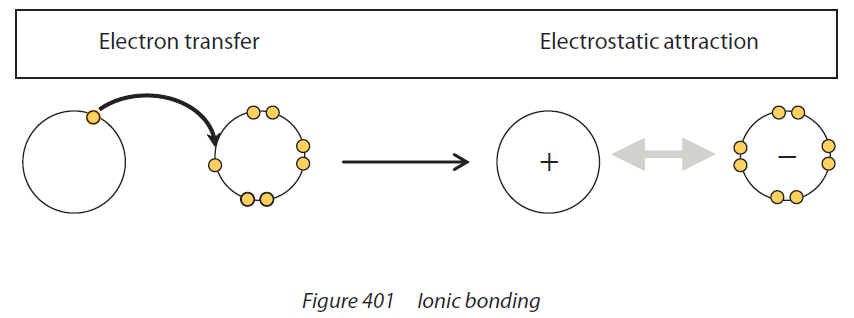 Electron transfer Electrostatic attraction
+ −
Figure 401 Ionic bonding